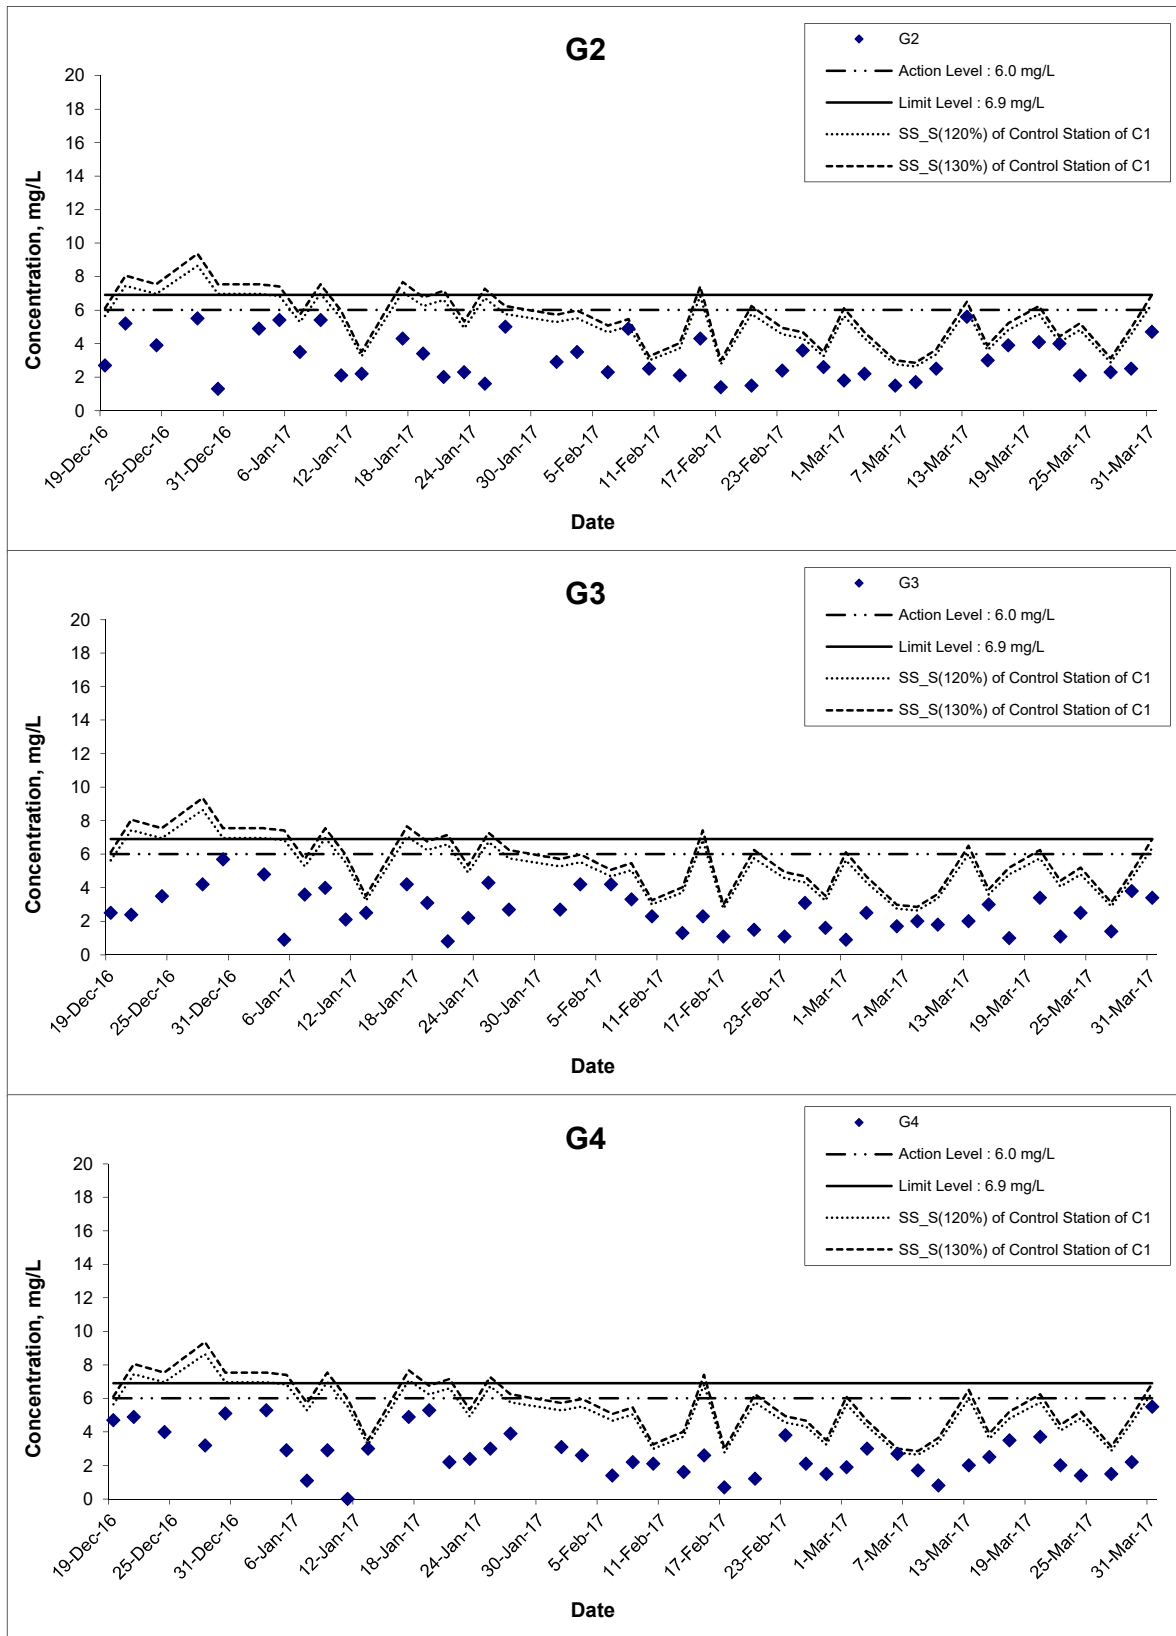 G2
G2
Action Level : 6.0 mg/L
Limit Level : 6.9 mg/L
SS_S(120%) of Control Station of C1
SS_S(130%) of Control Station of C1
Concentration, mg/L
20
18
16
14
12
10
8
6
4
2
0
19-Dec-16
25-Dec-16
31-Dec-16
6-Jan-17
12-Jan-17
18-Jan-17
24-Jan-17
30-Jan-17
5-Feb-17
11-Feb-17
17-Feb-17
23-Feb-17
1-Mar-17
7-Mar-17
13-Mar-17
19-Mar-17
25-Mar-17
31-Mar-17
Date
G3
G3
Action Level : 6.0 mg/L
Limit Level : 6.9 mg/L
SS_S(120%) of Control Station of C1
SS_S(130%) of Control Station of C1
Concentration, mg/L
20
18
16
14
12
10
8
6
4
2
0
19-Dec-16
25-Dec-16
31-Dec-16
6-Jan-17
12-Jan-17
18-Jan-17
24-Jan-17
30-Jan-17
5-Feb-17
11-Feb-17
17-Feb-17
23-Feb-17
1-Mar-17
7-Mar-17
13-Mar-17
19-Mar-17
25-Mar-17
31-Mar-17
Date
G4
G4
Action Level : 6.0 mg/L
Limit Level : 6.9 mg/L
SS_S(120%) of Control Station of C1
SS_S(130%) of Control Station of C1
Concentration, mg/L
20
18
16
14
12
10
8
6
4
2
0
19-Dec-16
25-Dec-16
31-Dec-16
6-Jan-17
12-Jan-17
18-Jan-17
24-Jan-17
30-Jan-17
5-Feb-17
11-Feb-17
17-Feb-17
23-Feb-17
1-Mar-17
7-Mar-17
13-Mar-17
19-Mar-17
25-Mar-17
31-Mar-17
Date